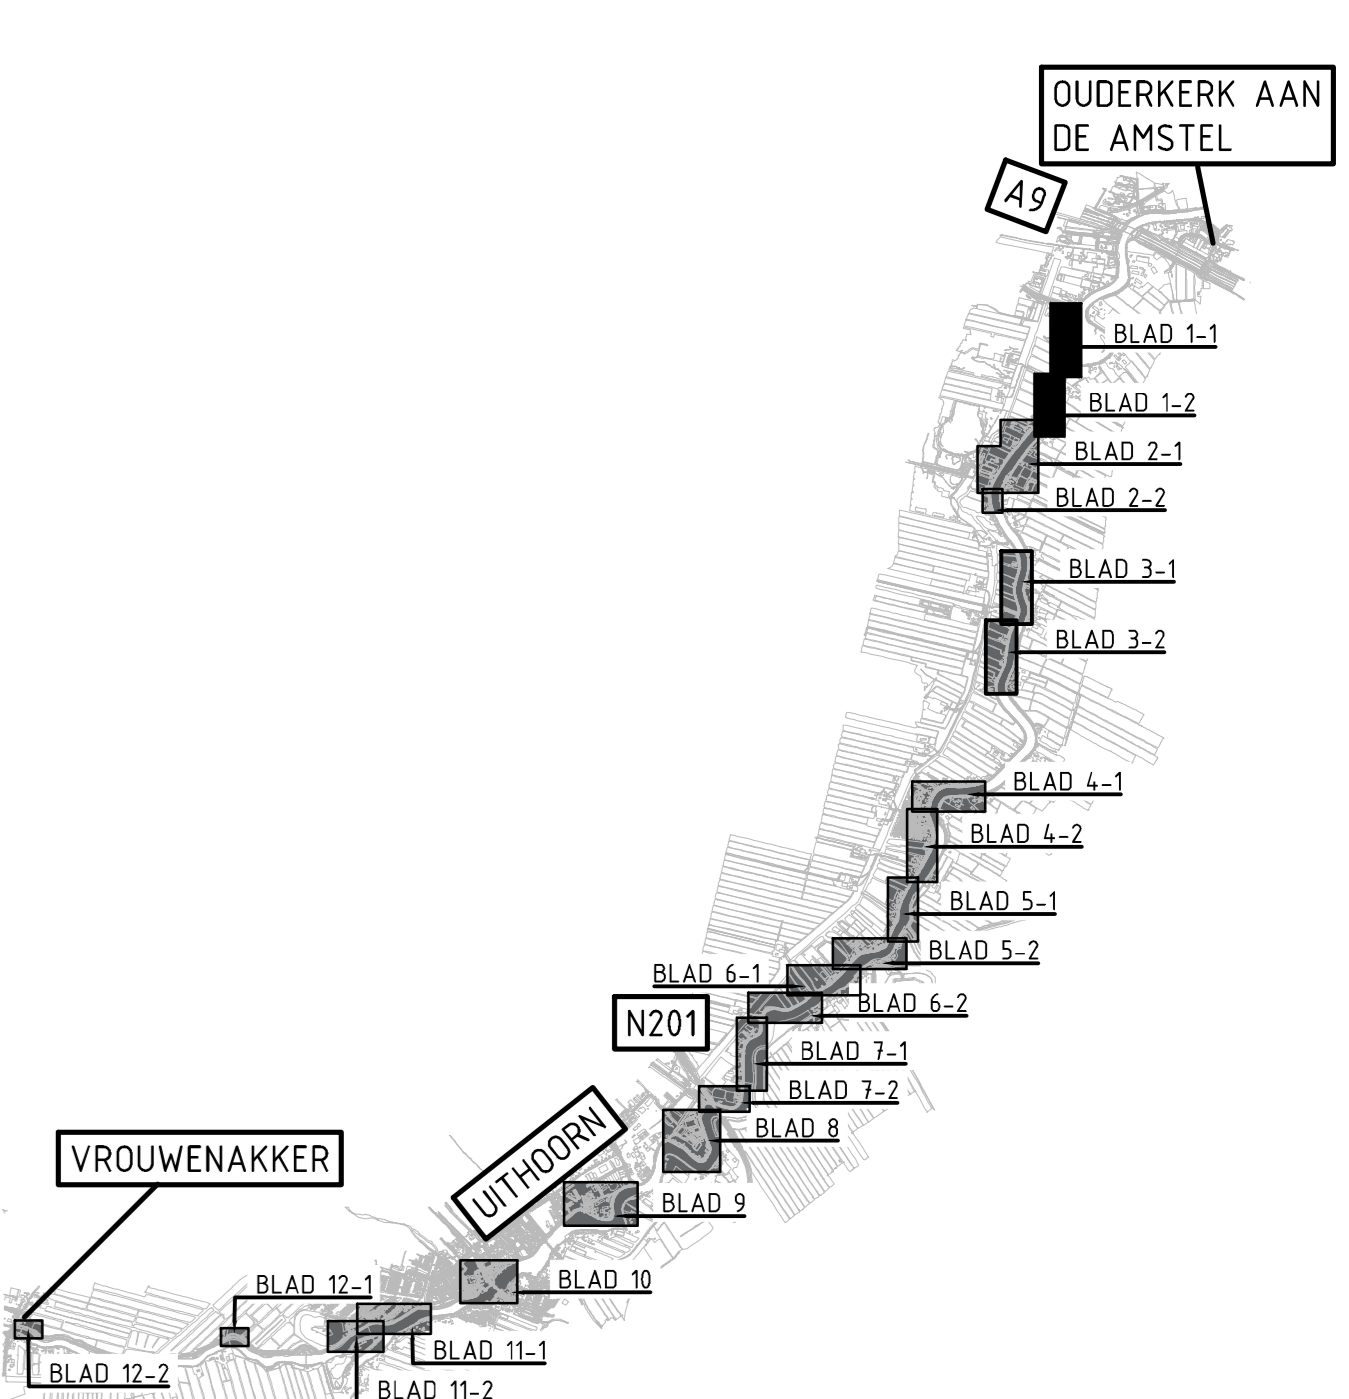 OUDERKERK AAN
DE AMSTEL
A9
BLAD 1-1
BLAD 1-2
BLAD 2-1
BLAD 2-2
BLAD 3-1
BLAD 3-2
BLAD 4-1
BLAD 4-2
BLAD 5-1
BLAD 5-2
BLAD 6-1
BLAD 6-2
N201
BLAD 7-1
BLAD 7-2
BLAD 8
UITHOORN
VROUWENAKKER
BLAD 9
BLAD 10
BLAD 12-1
BLAD 11-1
BLAD 12-2
BLAD 11-2